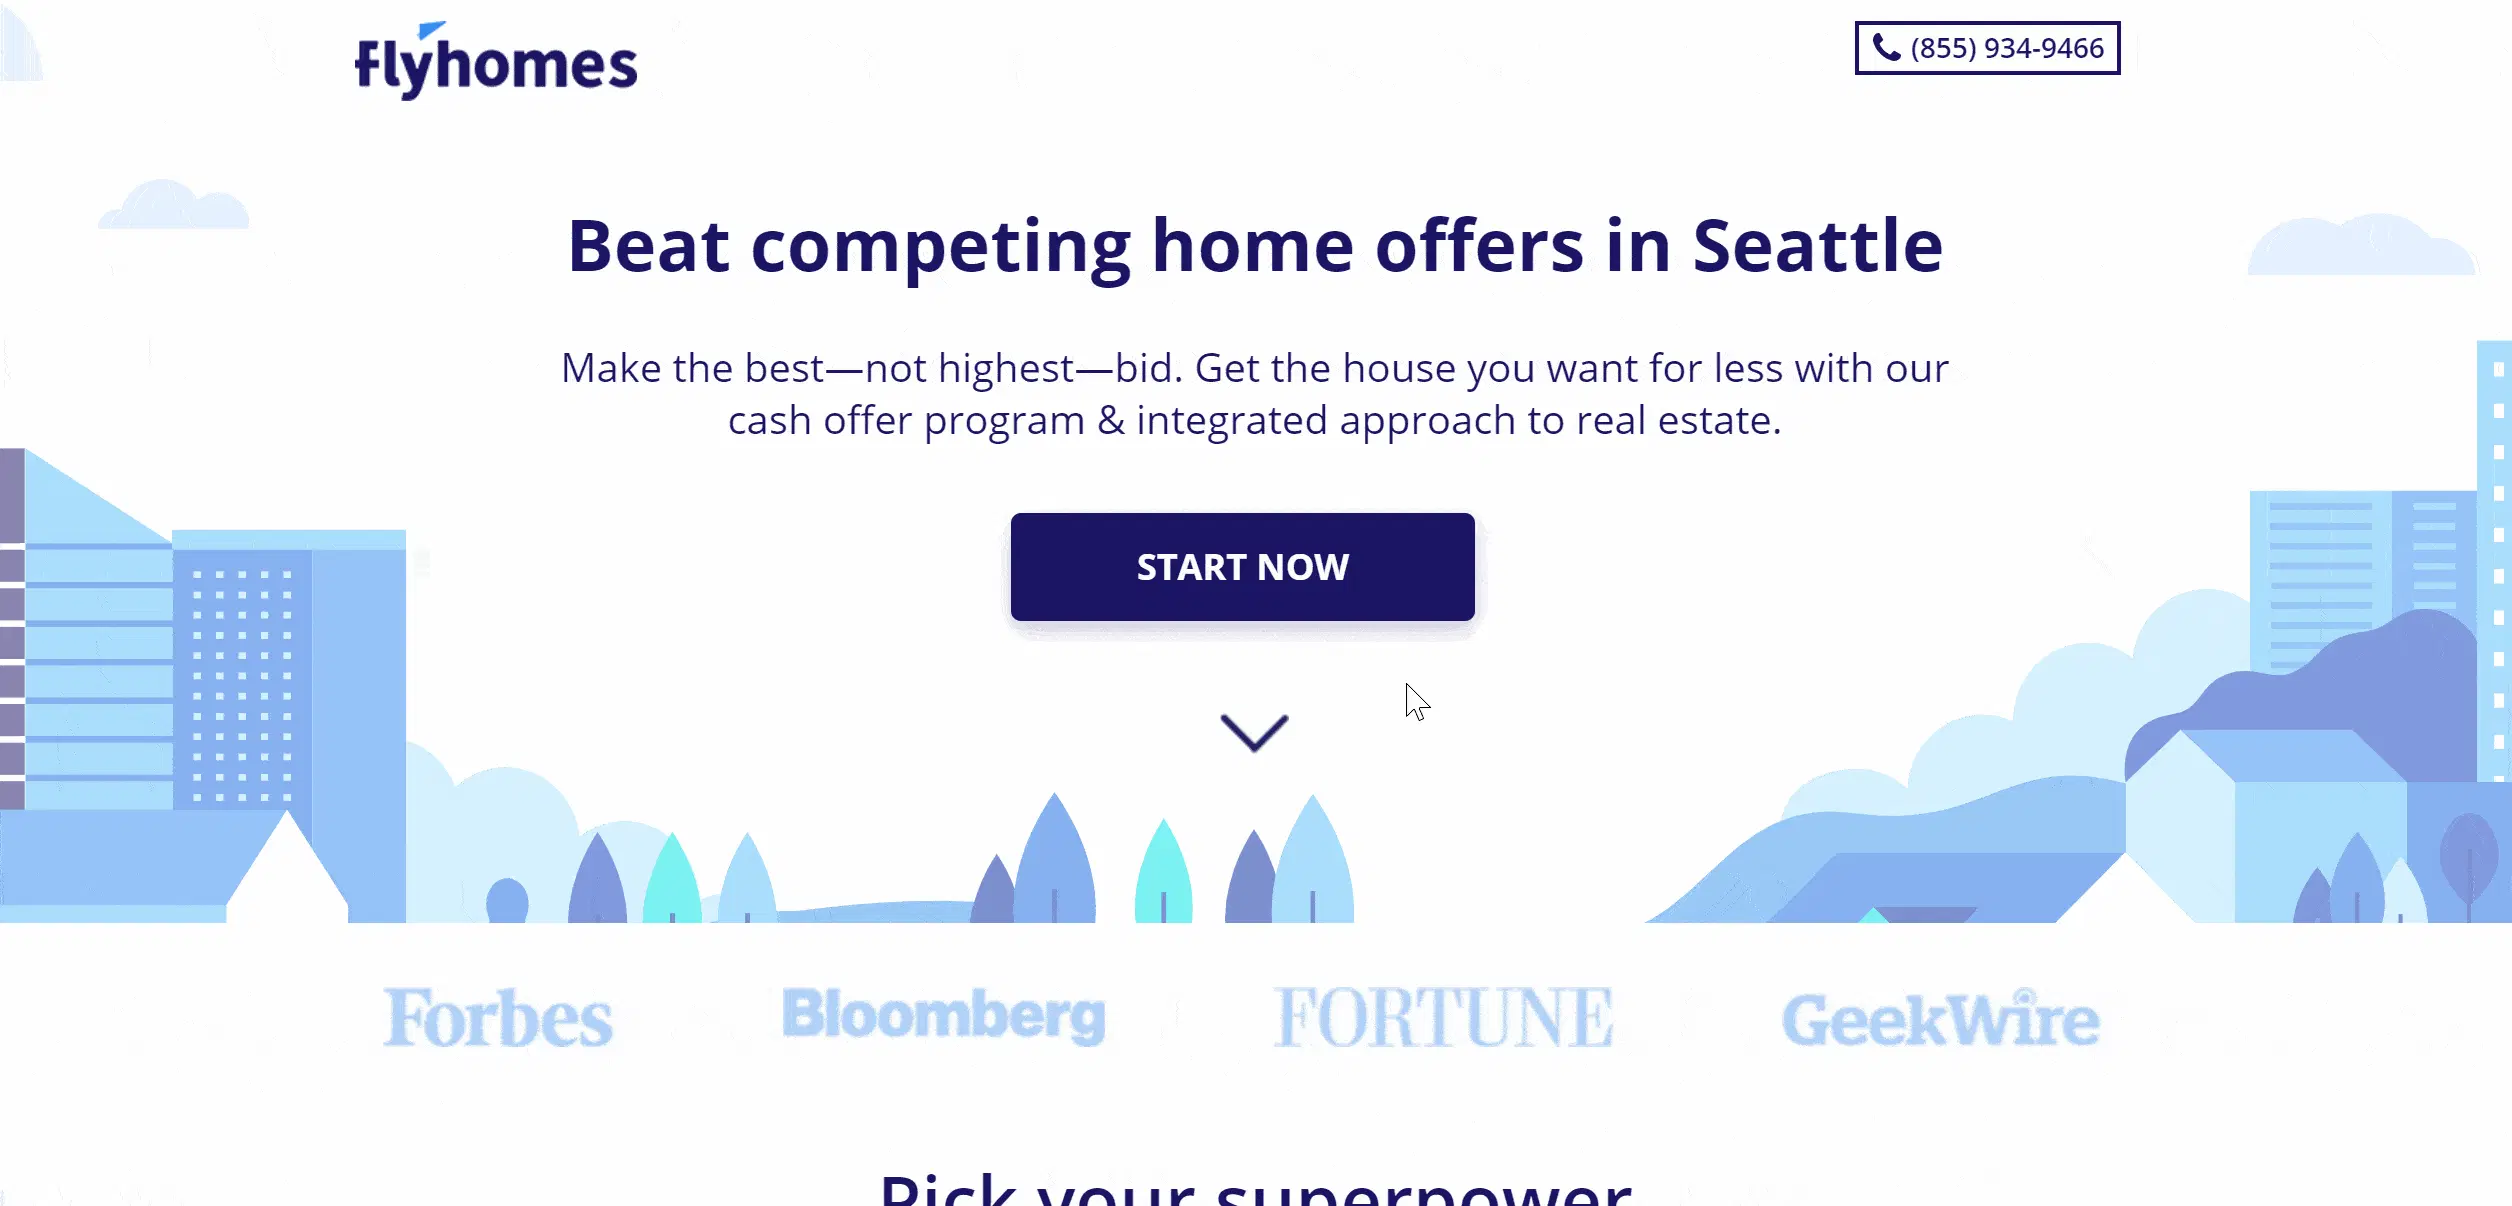 flyhomes
(855) 934-9466
Beat competing home offers in Seattle
Make the best—not highest—bid. Get the house you want for less with our
cash offer program & integrated approach to real estate.
START NOW
Forbes
Bloomberg
FORTUNE
GeekWire
Pick your superpower